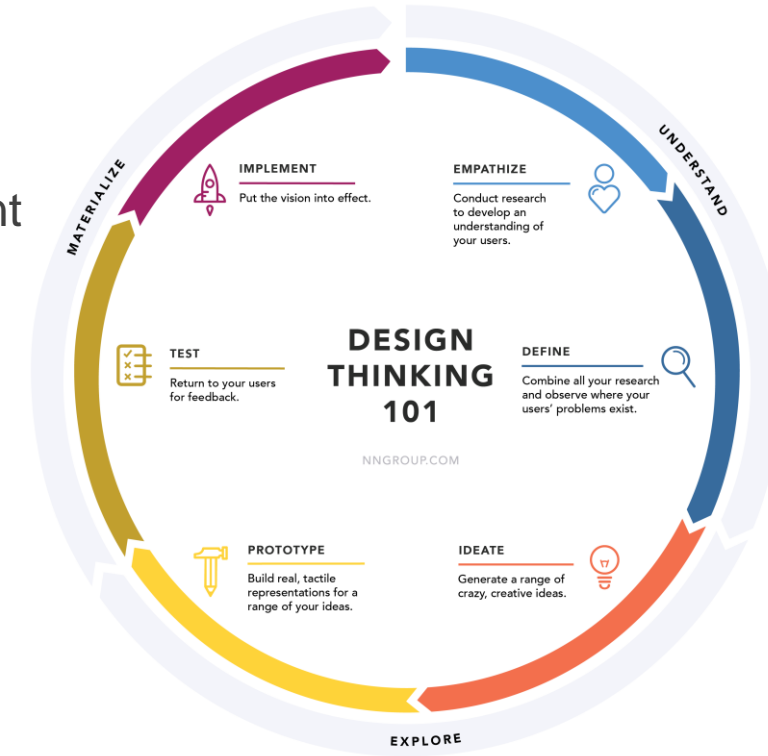 nt
MATERIALIZE
UNDERSTAND
IMPLEMENT
Put the vision into effect.
EMPATHIZE
Conduct research
to develop an
understanding of
your users.
TEST
Return to your users
for feedback.
DESIGN
THINKING
101
NNGROUP.COM
DEFINE
Combine all your research
and observe where your
users’ problems exist.
PROTOTYPE
Build real, tactile
representations for a
range of your ideas.
IDEATE
Generate a range of
crazy, creative ideas.
EXPLORE